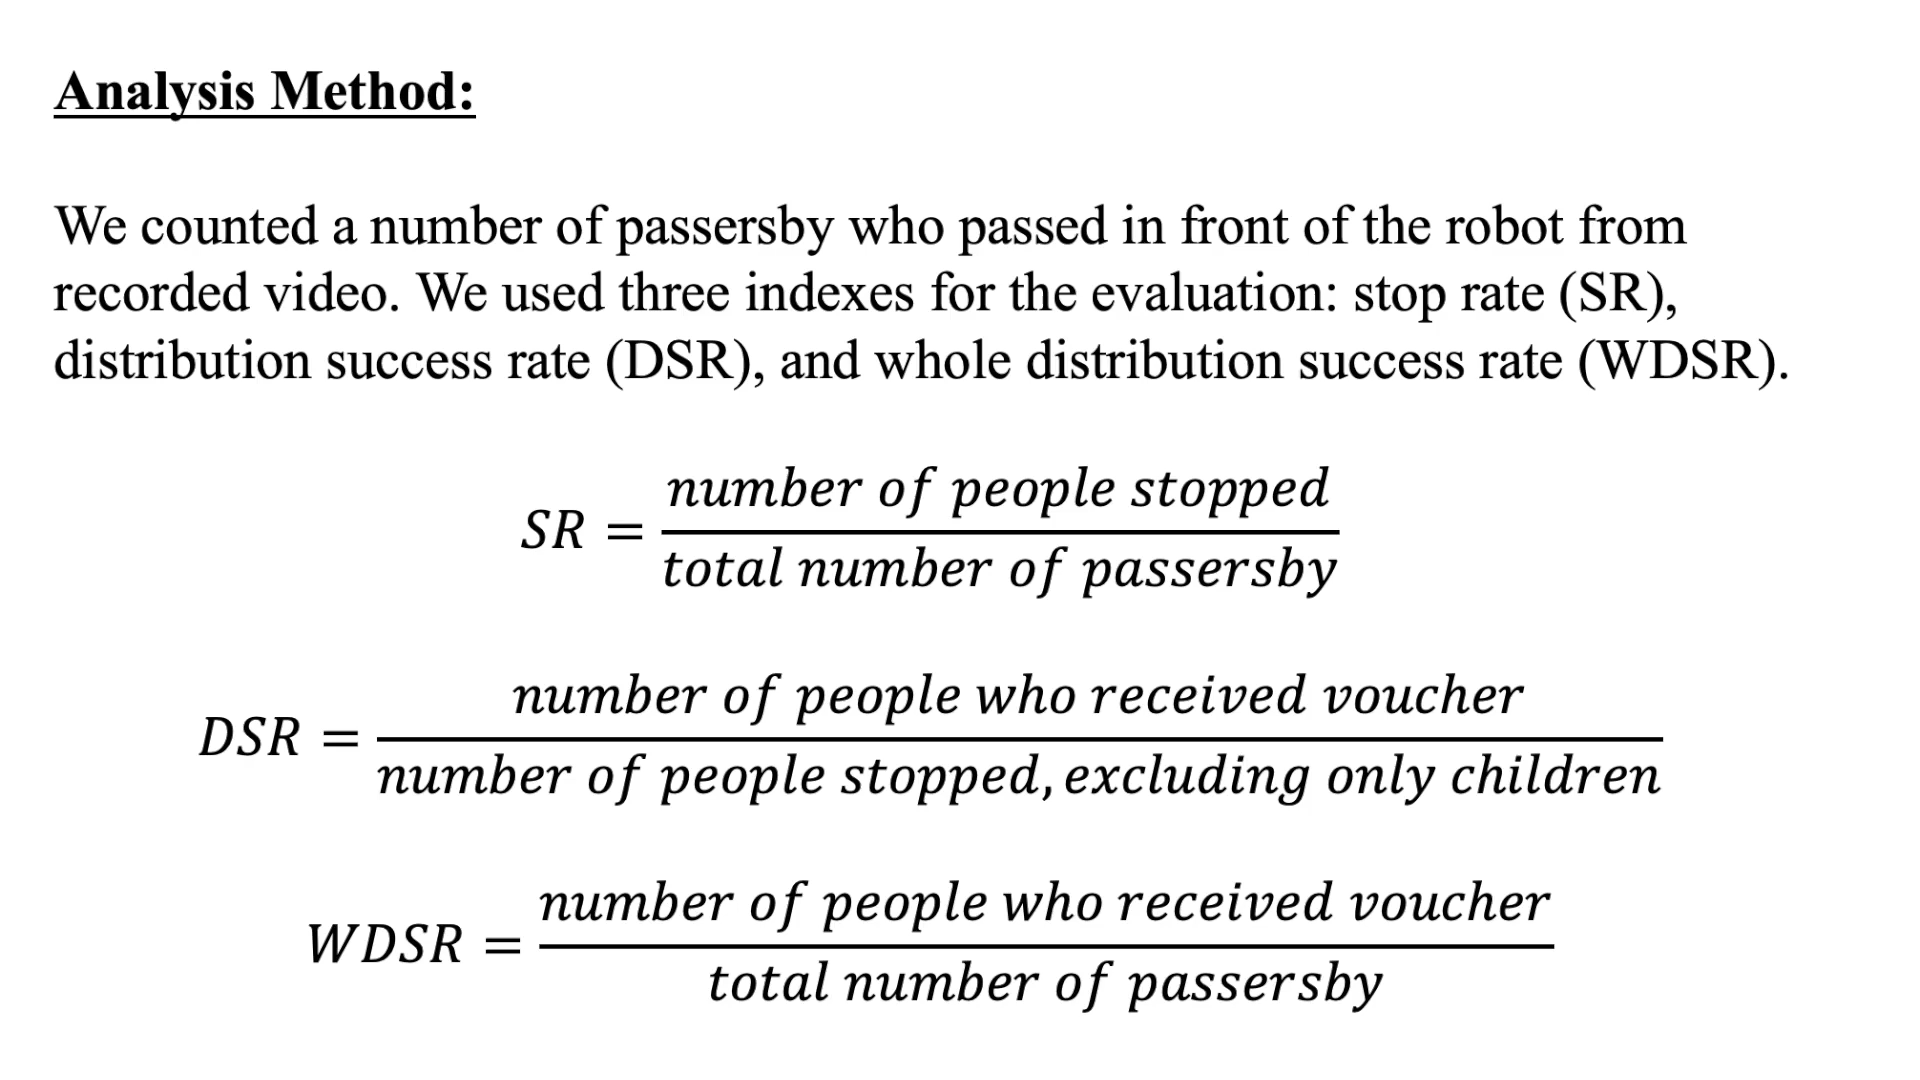 Analysis Method:
We counted a number of passersby who passed in front of the robot from
recorded video. We used three indexes for the evaluation: stop rate (SR),
distribution success rate (DSR), and whole distribution success rate (WDSR).
SR = number of people stopped / total number of passersby
DSR = number of people who received voucher / number of people stopped, excluding only children
WDSR = number of people who received voucher / total number of passersby